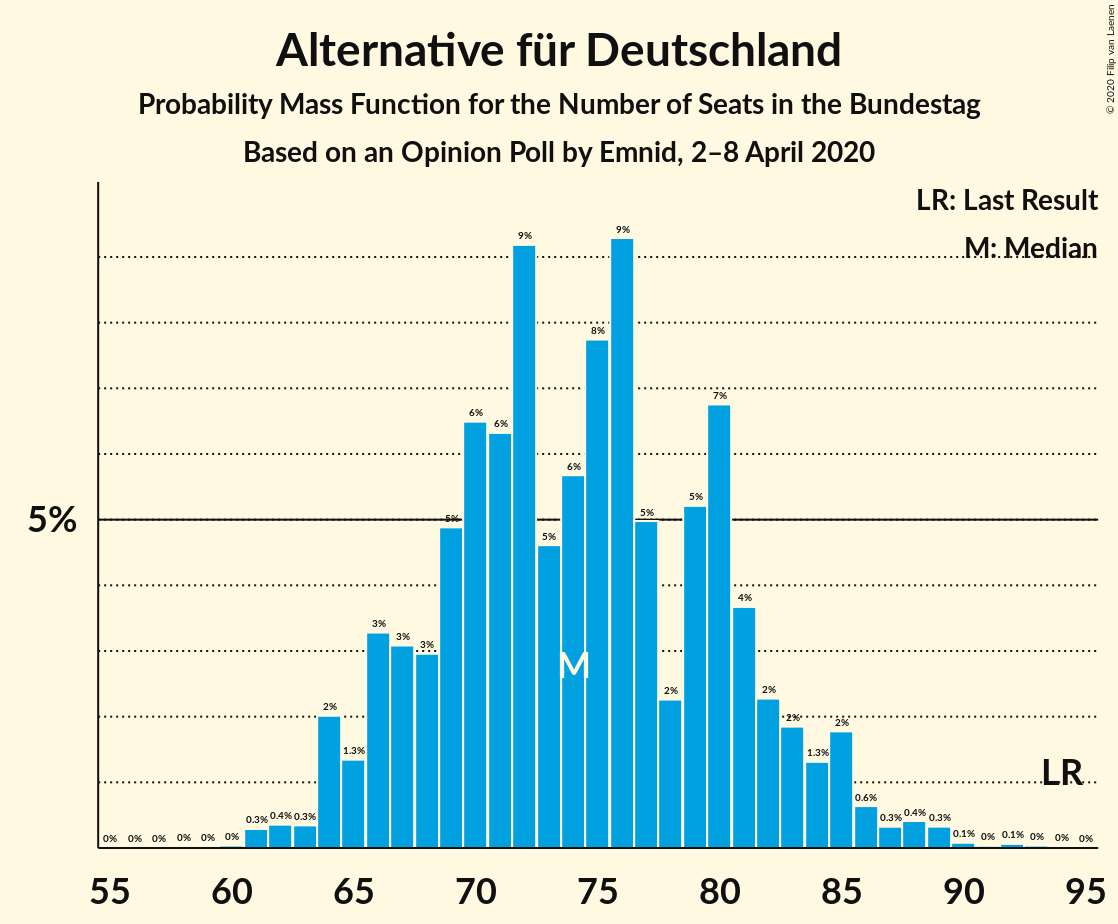 Alternative für Deutschland
Probability Mass Function for the Number of Seats in the Bundestag
Based on an Opinion Poll by Emnid, 2–8 April 2020
© 2020 Filip van Laenen
LR: Last Result
M: Median
5%
0% 0% 0% 0% 0% 0% 0.3% 0.4% 0.3% 2% 1.3% 3% 3% 3% 5% 6% 6% 9% 5% 6% 8% 9% 5% 2% 5% 7% 4% 2% 2% 1.3% 2% 0.6% 0.3% 0.4% 0.3% 0.1% 0% 0.1% 0% 0% 0%
M
LR
55 60 65 70 75 80 85 90 95